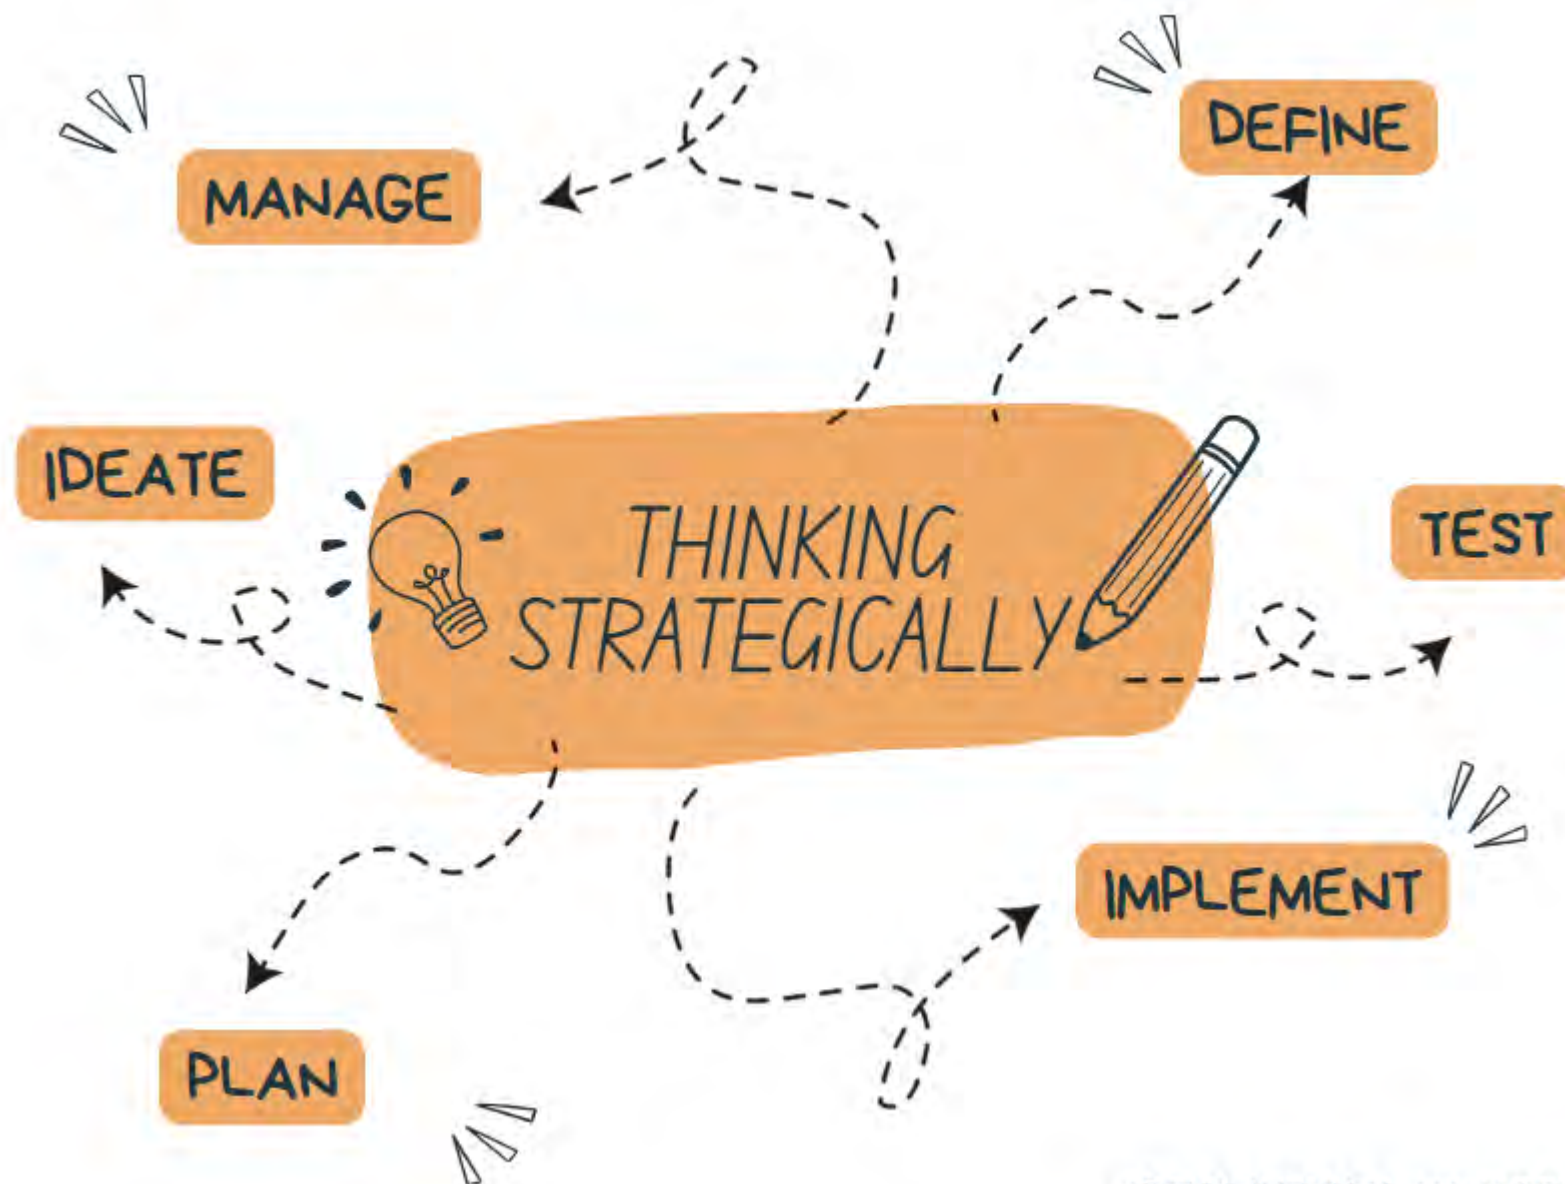 MANAGE
DEFINE
IDEATE
THINKING
STRATEGICALLY
TEST
IMPLEMENT
PLAN